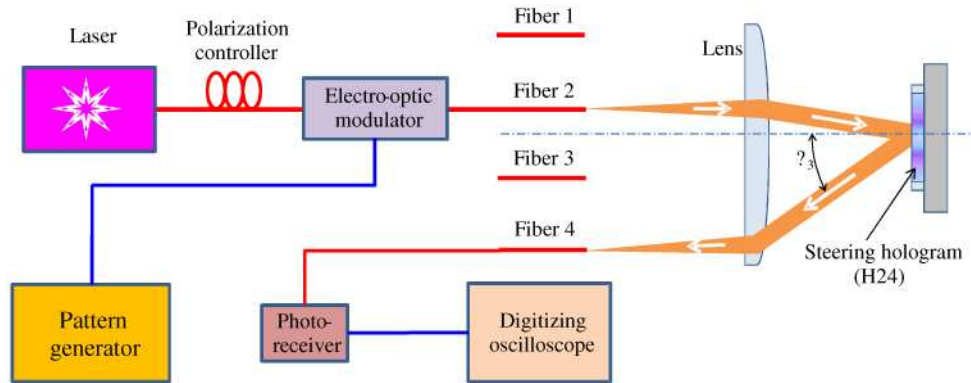 Fiber 1
Laser
Polarization
controller
Lens
Fiber 2
Electro-optic
modulator
Fiber 3
?3
Fiber 4
Steering hologram
(H24)
Pattern
generator
Photo-
receiver
Digitizing
oscilloscope